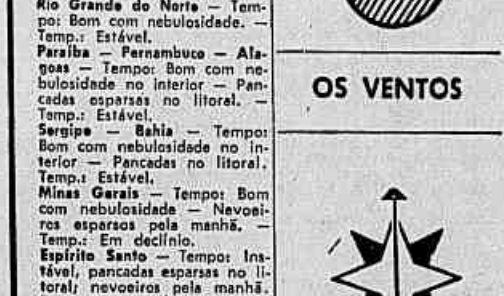 Rio Grande do Norte — Tem-
po: Bom com nebulosidade. —
Temp.: Estável.
Paraíba — Pernambuco — Ala-
goas — Tempo: Bom com ne-
bulosidade no interior — Pan-
cadas esparsas no litoral. —
Temp.: Estável.
Sergipe — Bahia — Tempo:
Bom com nebulosidade no in-
terior — Pancadas no litoral.
Temp.: Estável.
Minas Gerais — Tempo: Bom
com nebulosidade — Nevoei-
ros esparsos pela manhã. —
Temp.: Em declínio.
Espírito Santo — Tempo: Ins-
tável, pancadas esparsas no li-
toral; nevoeiros pela manhã.
OS VENTOS